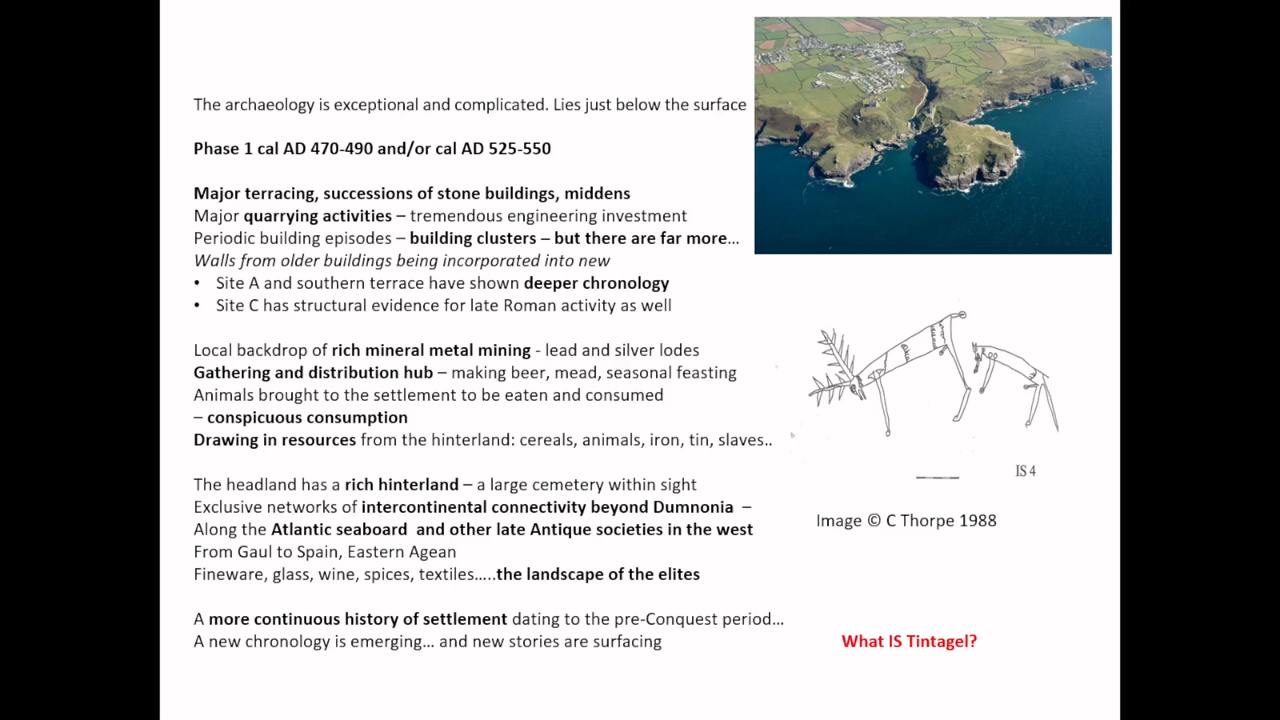 The archaeology is exceptional and complicated. Lies just below the surface
Phase 1 cal AD 470-490 and/or cal AD 525-550
Major terracing, successions of stone buildings, middens
Major quarrying activities – tremendous engineering investment
Periodic building episodes – building clusters – but there are far more…
Walls from older buildings being incorporated into new
• Site A and southern terrace have shown deeper chronology
• Site C has structural evidence for late Roman activity as well
Local backdrop of rich mineral metal mining - lead and silver lodes
Gathering and distribution hub – making beer, mead, seasonal feasting
Animals brought to the settlement to be eaten and consumed
– conspicuous consumption
Drawing in resources from the hinterland: cereals, animals, iron, tin, slaves..
The headland has a rich hinterland – a large cemetery within sight
Exclusive networks of intercontinental connectivity beyond Dumnonia –
Along the Atlantic seaboard and other late Antique societies in the west
From Gaul to Spain, Eastern Agean
Fineware, glass, wine, spices, textiles…..the landscape of the elites
A more continuous history of settlement dating to the pre-Conquest period…
A new chronology is emerging… and new stories are surfacing
IS 4
Image © C Thorpe 1988
What IS Tintagel?